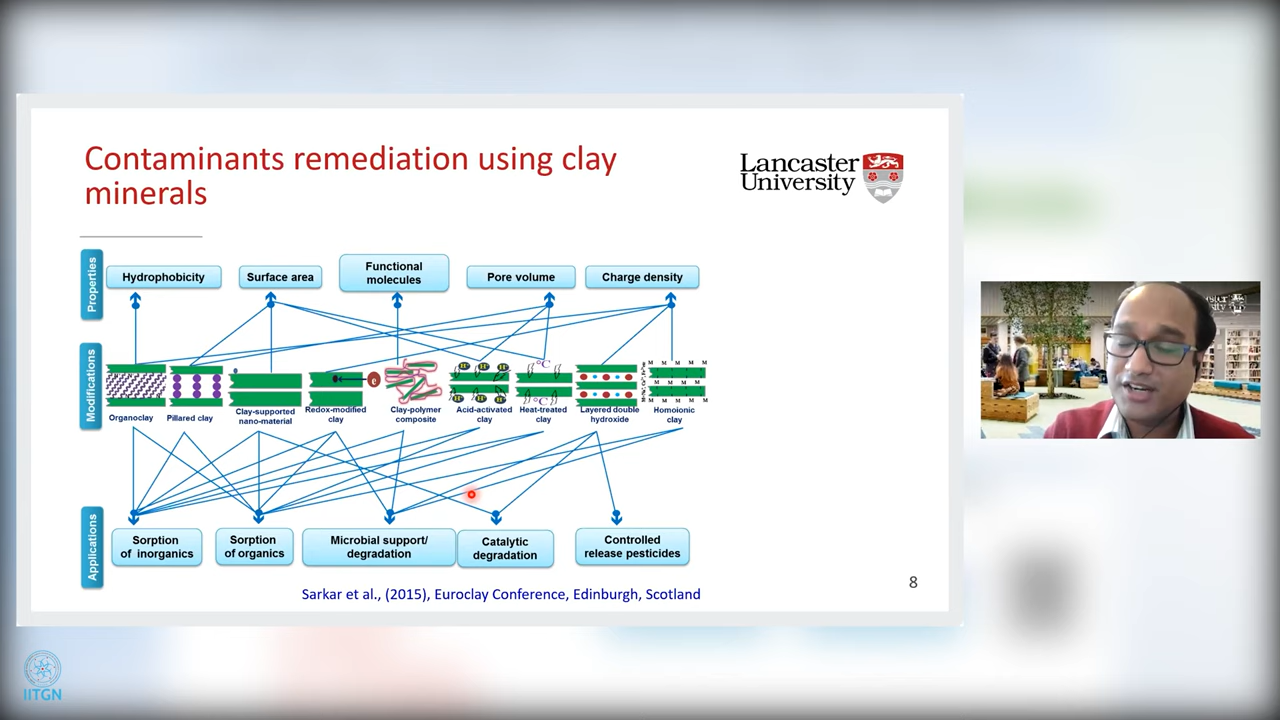 Contaminants remediation using clay
minerals
Lancaster
University
Properties
Hydrophobicity
Surface area
Functional
molecules
Pore volume
Charge density
Modifications
H⁺ H⁺
°C
M M M M M
M M M M
M M M M M
e
H⁺ H⁺
°C
Organoclay
Pillared clay
Clay-supported
nano-material
Redox-modified
clay
Clay-polymer
composite
Acid-activated
clay
Heat-treated
clay
Layered double
hydroxide
Homoionic
clay
Applications
Sorption
of inorganics
Sorption
of organics
Microbial support/
degradation
Catalytic
degradation
Controlled
release pesticides
Sarkar et al., (2015), Euroclay Conference, Edinburgh, Scotland
8
IITGN